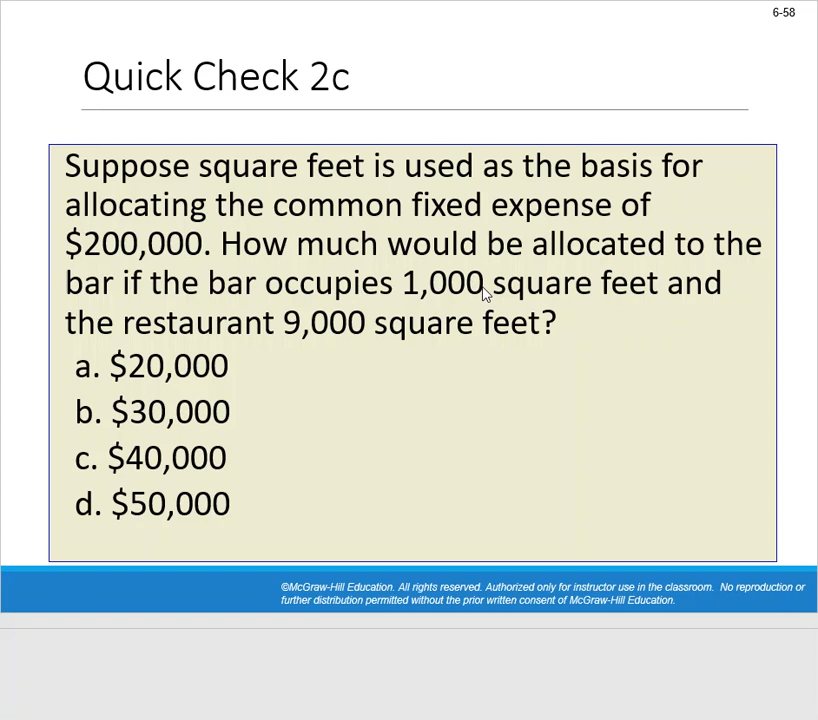 6-58
Quick Check 2c
Suppose square feet is used as the basis for
allocating the common fixed expense of
$200,000. How much would be allocated to the
bar if the bar occupies 1,000 square feet and
the restaurant 9,000 square feet?
a. $20,000
b. $30,000
c. $40,000
d. $50,000
©McGraw-Hill Education. All rights reserved. Authorized only for instructor use in the classroom.  No reproduction or
further distribution permitted without the prior written consent of McGraw-Hill Education.